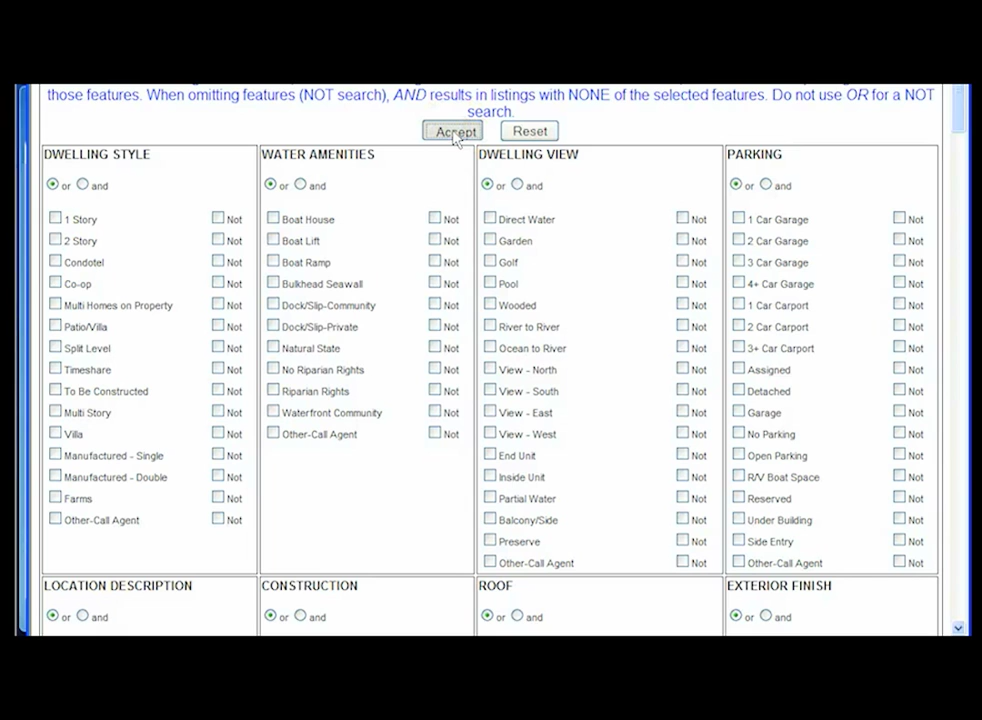 those features. When omitting features (NOT search), AND results in listings with NONE of the selected features. Do not use OR for a NOT
search.
Accept Reset
DWELLING STYLE WATER AMENITIES DWELLING VIEW PARKING
or and or and or and or and
1 Story Not Boat House Not Direct Water Not 1 Car Garage Not
2 Story Not Boat Lift Not Garden Not 2 Car Garage Not
Condotel Not Boat Ramp Not Golf Not 3 Car Garage Not
Co-op Not Bulkhead Seawall Not Pool Not 4+ Car Garage Not
Multi Homes on Property Not Dock/Slip-Community Not Wooded Not 1 Car Carport Not
Patio/Villa Not Dock/Slip-Private Not River to River Not 2 Car Carport Not
Split Level Not Natural State Not Ocean to River Not 3+ Car Carport Not
Timeshare Not No Riparian Rights Not View - North Not Assigned Not
To Be Constructed Not Riparian Rights Not View - South Not Detached Not
Multi Story Not Waterfront Community Not View - East Not Garage Not
Villa Not Other-Call Agent Not View - West Not No Parking Not
Manufactured - Single Not End Unit Not Open Parking Not
Manufactured - Double Not Inside Unit Not R/V Boat Space Not
Farms Not Partial Water Not Reserved Not
Other-Call Agent Not Balcony/Side Not Under Building Not
Preserve Not Side Entry Not
Other-Call Agent Not Other-Call Agent Not
LOCATION DESCRIPTION CONSTRUCTION ROOF EXTERIOR FINISH
or and or and or and or and